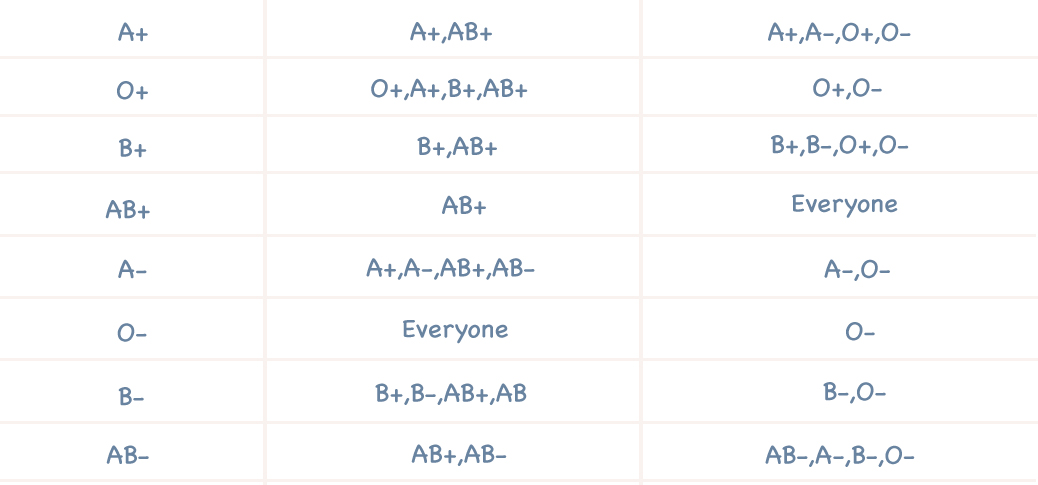 A+ A+,AB+ A+,A-,O+,O-
O+ O+,A+,B+,AB+ O+,O-
B+ B+,AB+ B+,B-,O+,O-
AB+ AB+ Everyone
A- A+,A-,AB+,AB- A-,O-
O- Everyone O-
B- B+,B-,AB+,AB B-,O-
AB- AB+,AB- AB-,A-,B-,O-